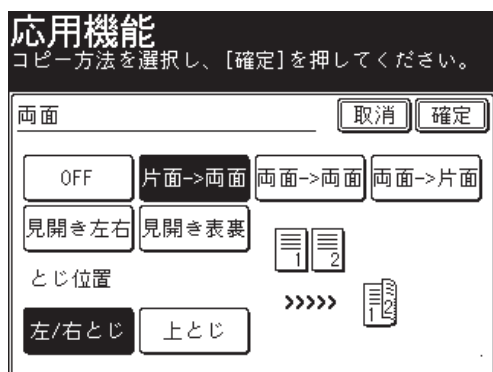 応用機能
コピー方法を選択し、[確定]を押してください。
両面 取消 確定
OFF 片面->両面 両面->両面 両面->片面
見開き左右 見開き表裏
1 2
とじ位置
>>>>> 1 2
左/右とじ 上とじ